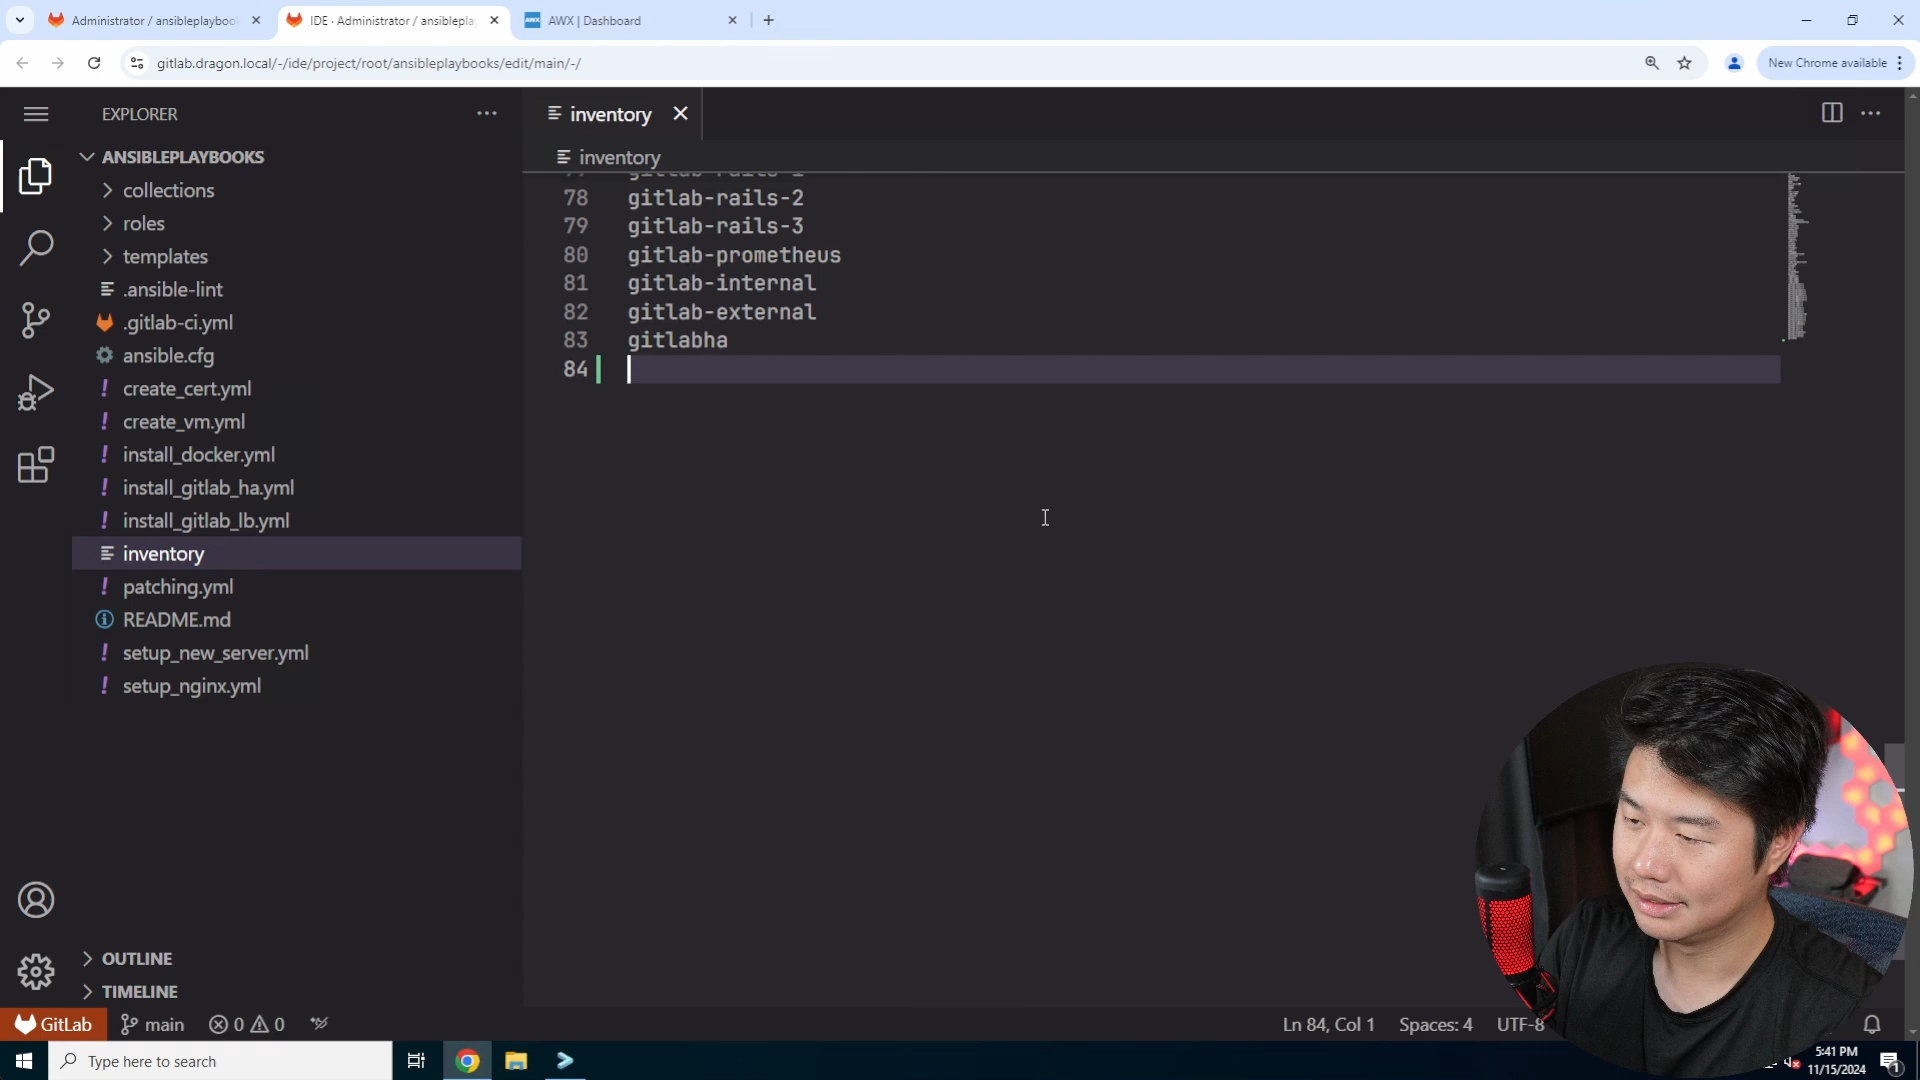 Administrator / ansibleplaybo
IDE · Administrator / ansiblepla
AWX | Dashboard
gitlab.dragon.local/-/ide/project/root/ansibleplaybooks/edit/main/-/
New Chrome available
EXPLORER
ANSIBLEPLAYBOOKS
collections
roles
templates
.ansible-lint
.gitlab-ci.yml
ansible.cfg
create_cert.yml
create_vm.yml
install_docker.yml
install_gitlab_ha.yml
install_gitlab_lb.yml
inventory
patching.yml
README.md
setup_new_server.yml
setup_nginx.yml
OUTLINE
TIMELINE
inventory
inventory
78 gitlab-rails-2
79 gitlab-rails-3
80 gitlab-prometheus
81 gitlab-internal
82 gitlab-external
83 gitlabha
84
GitLab
main
0
0
Ln 84, Col 1
Spaces: 4
UTF-8
Type here to search
5:41 PM
11/15/2024
1